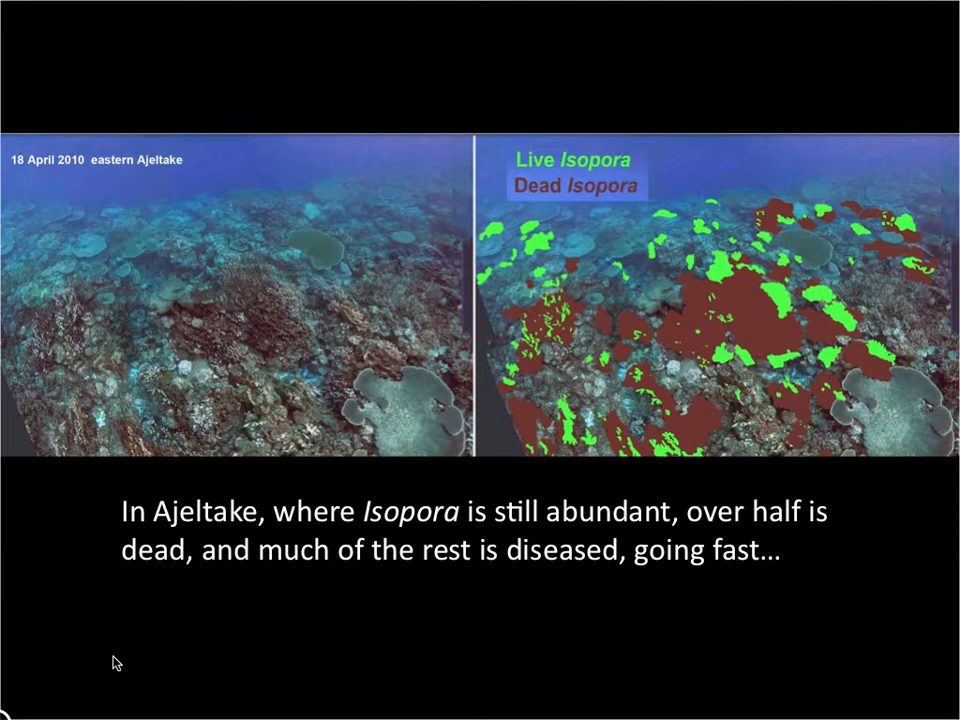 18 April 2010  eastern Ajeltake
Live Isopora
Dead Isopora
In Ajeltake, where Isopora is still abundant, over half is
dead, and much of the rest is diseased, going fast…